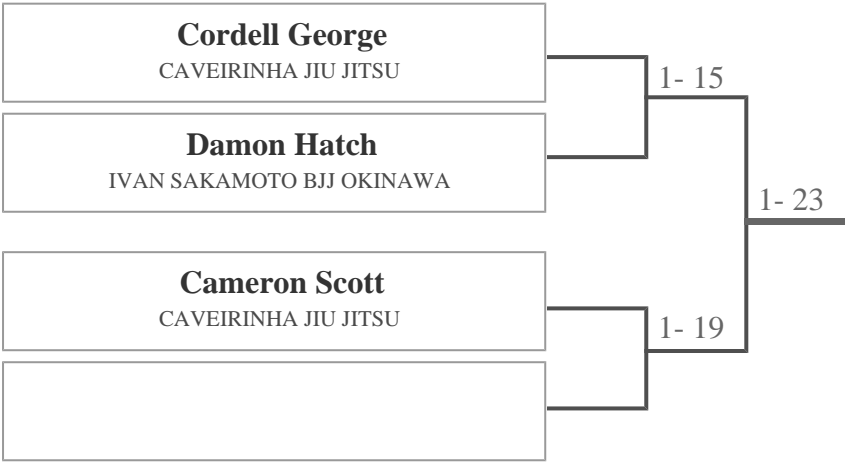 Cordell George
CAVEIRINHA JIU JITSU
1- 15
Damon Hatch
IVAN SAKAMOTO BJJ OKINAWA
1- 23
Cameron Scott
CAVEIRINHA JIU JITSU
1- 19